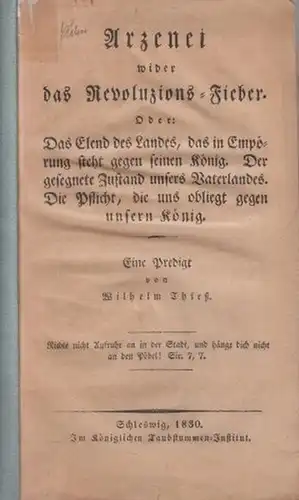 Arzenei
wider
das Revoluzions-Fieber.
Oder:
Das Elend des Landes, das in Empö-
rung steht gegen seinen König. Der
gesegnete Zustand unsers Vaterlandes.
Die Pflicht, die uns obliegt gegen
unsern König.
Eine Predigt
von
Wilhelm Thieß.
Richte nicht Aufruhr an in der Stadt, und hänge dich nicht
an den Pöbel! Sir. 7, 7.
Schleswig, 1830.
Im Königlichen Taubstummen-Institut.